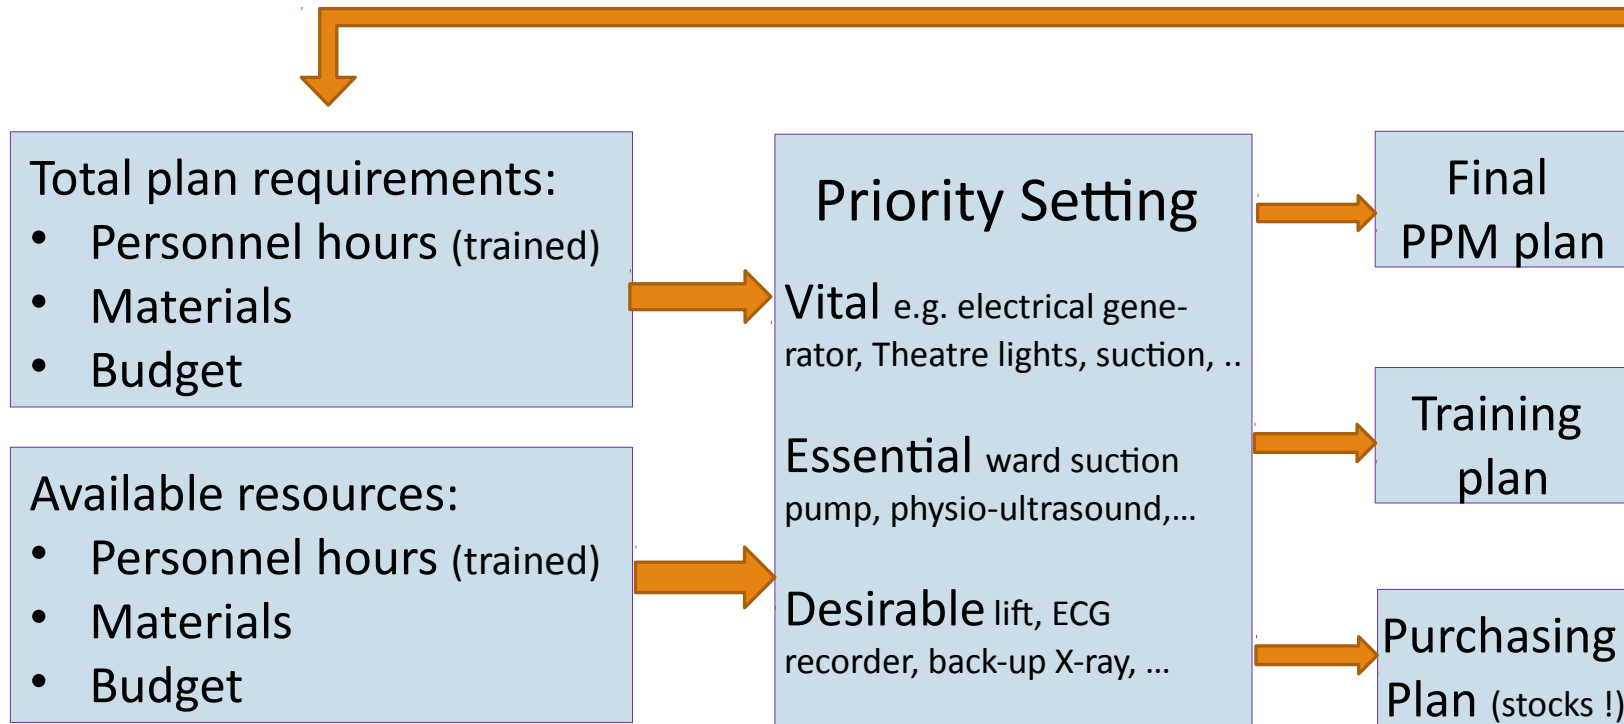 Total plan requirements:
• Personnel hours (trained)
• Materials
• Budget
Available resources:
• Personnel hours (trained)
• Materials
• Budget
Priority Setting
Vital e.g. electrical gene-
rator, Theatre lights, suction, ..
Essential ward suction
pump, physio-ultrasound,...
Desirable lift, ECG
recorder, back-up X-ray, ...
Final
PPM plan
Training
plan
Purchasing
Plan (stocks !)